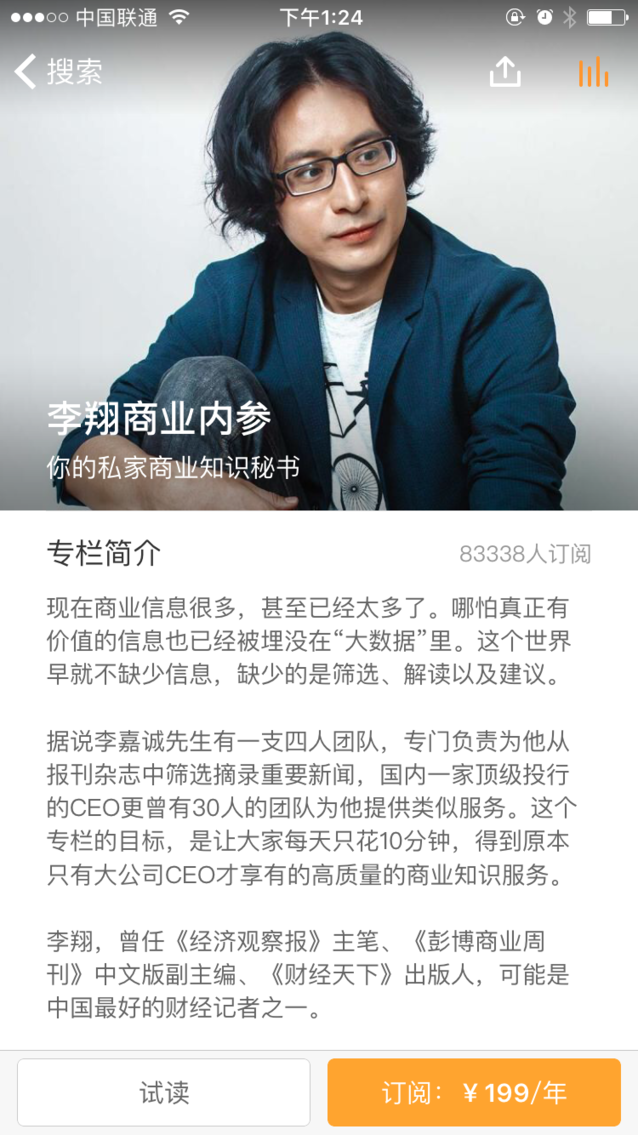 中国联通 下午1:24
搜索
李翔商业内参
你的私家商业知识秘书
专栏简介 83338人订阅
现在商业信息很多，甚至已经太多了。哪怕真正有
价值的信息也已经被埋没在“大数据”里。这个世界
早就不缺少信息，缺少的是筛选、解读以及建议。
据说李嘉诚先生有一支四人团队，专门负责为他从
报刊杂志中筛选摘录重要新闻，国内一家顶级投行
的CEO更曾有30人的团队为他提供类似服务。这个
专栏的目标，是让大家每天只花10分钟，得到原本
只有大公司CEO才享有的高质量的商业知识服务。
李翔，曾任《经济观察报》主笔、《彭博商业周
刊》中文版副主编、《财经天下》出版人，可能是
中国最好的财经记者之一。
试读 订阅：￥199/年